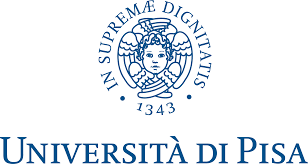 IN SUPREMÆ DIGNITATIS
· 1343 ·
UNIVERSITÀ DI PISA